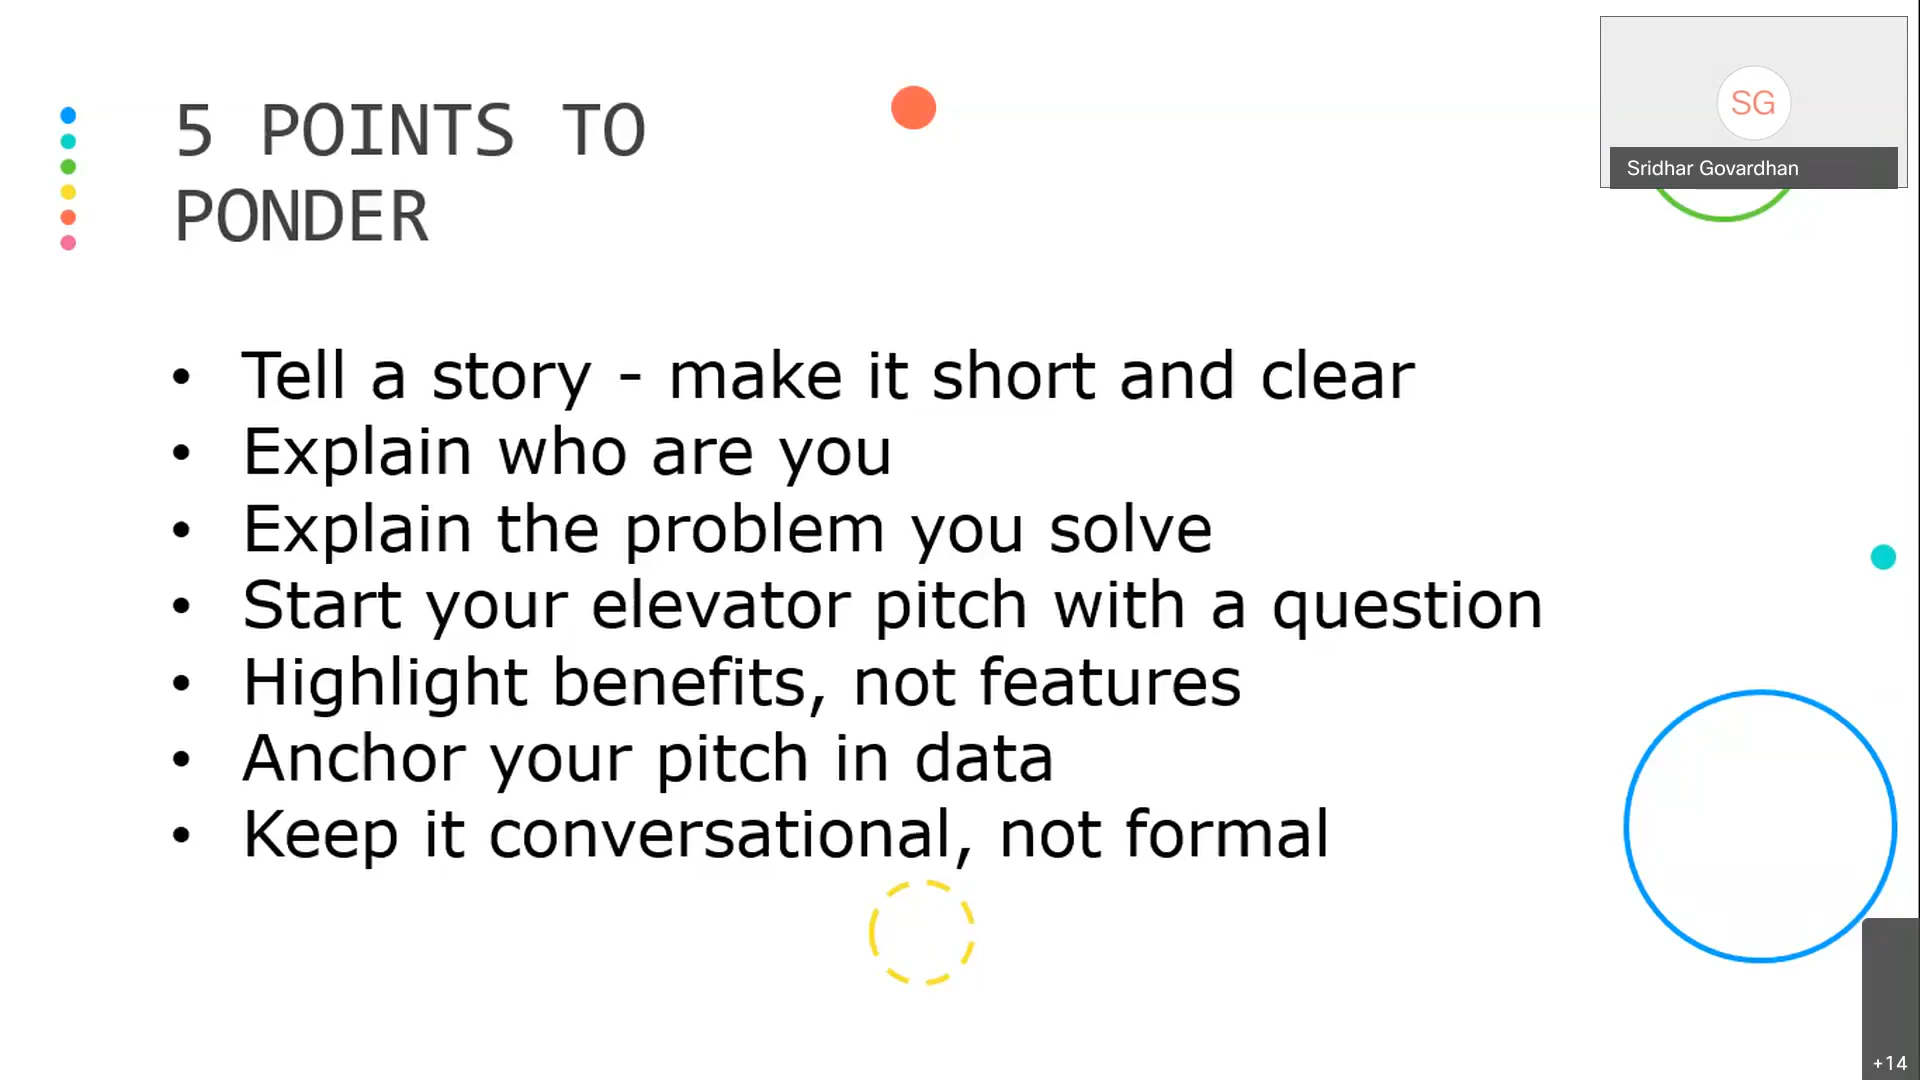 5 POINTS TO
PONDER
SG
Sridhar Govardhan
• Tell a story - make it short and clear
• Explain who are you
• Explain the problem you solve
• Start your elevator pitch with a question
• Highlight benefits, not features
• Anchor your pitch in data
• Keep it conversational, not formal
+14